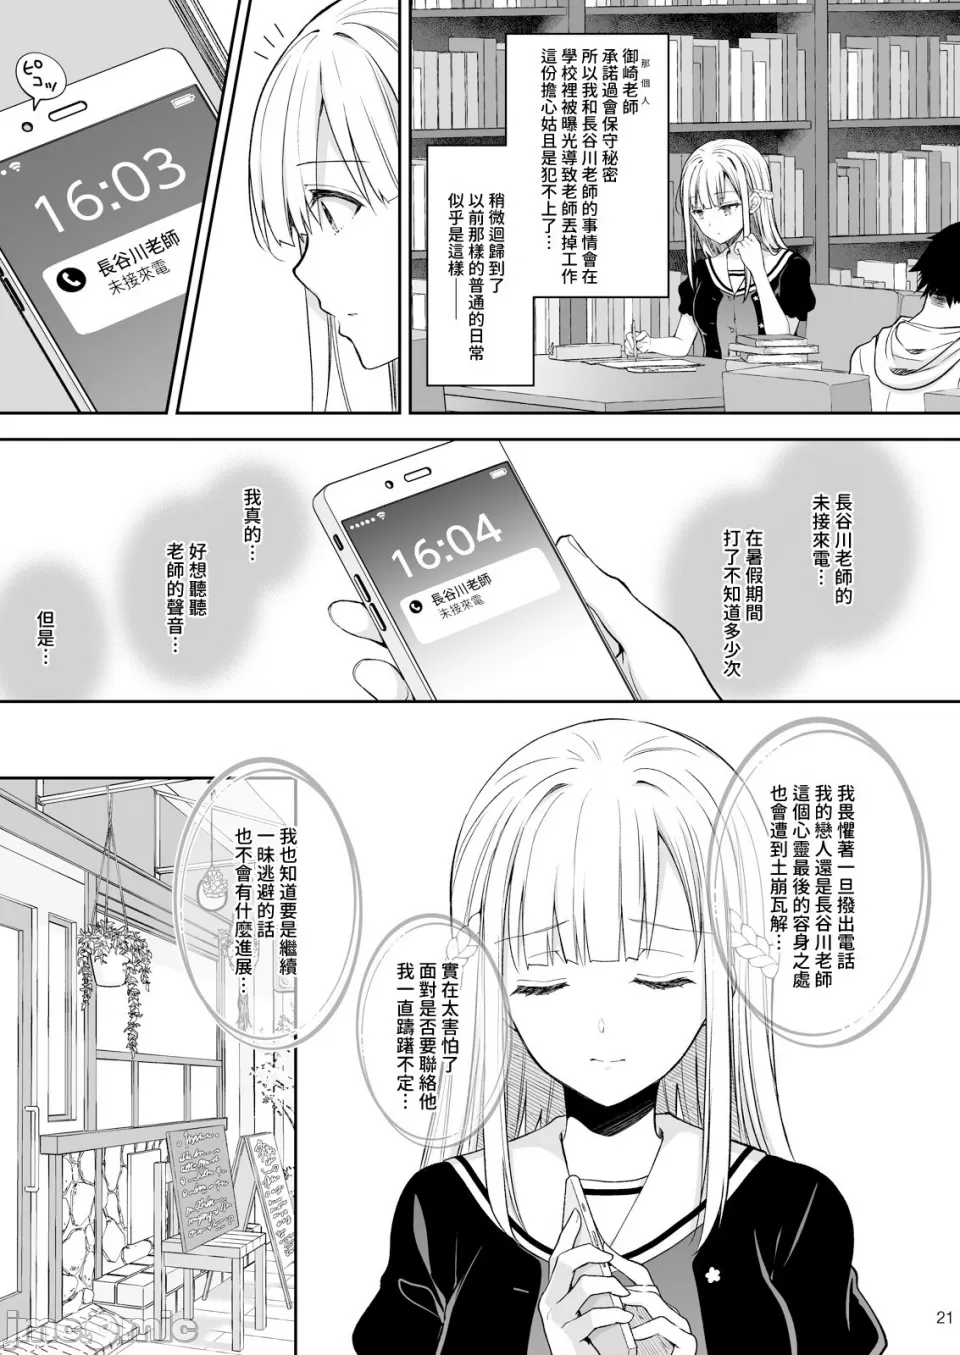 那個人
御崎老師
承諾過會保守秘密
所以我和長谷川老師的事情會在
學校裡被曝光導致老師丟掉工作
這份擔心姑且是犯不上了…
稍微迴歸到了
以前那樣的普通的日常
似乎是這樣——
ピコッ
16:03
長谷川老師
未接來電
長谷川老師的
未接來電…
在暑假期間
打了不知道多少次
16:04
長谷川老師
未接來電
我真的…
好想聽聽
老師的聲音…
但是…
我畏懼著一旦撥出電話
我的戀人還是長谷川老師
這個心靈最後的容身之處
也會遭到土崩瓦解…
實在太害怕了
面對是否要聯絡他
我一直躊躇不定…
我也知道要是繼續
一昧逃避的話
也不會有什麼進展…
21